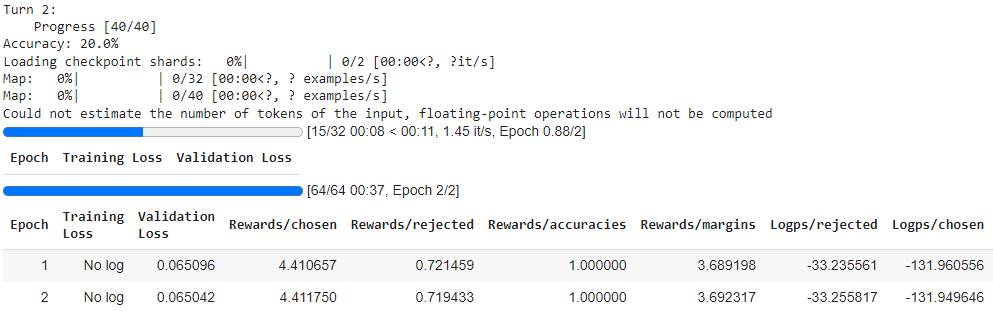 Turn 2:
Progress [40/40]
Accuracy: 20.0%
Loading checkpoint shards:   0%|          | 0/2 [00:00<?, ?it/s]
Map:   0%|          | 0/32 [00:00<?, ? examples/s]
Map:   0%|          | 0/40 [00:00<?, ? examples/s]
Could not estimate the number of tokens of the input, floating-point operations will not be computed
[15/32 00:08 < 00:11, 1.45 it/s, Epoch 0.88/2]
Epoch Training Loss Validation Loss
[64/64 00:37, Epoch 2/2]
Epoch Training Loss Validation Loss Rewards/chosen Rewards/rejected Rewards/accuracies Rewards/margins Logps/rejected Logps/chosen
1 No log 0.065096 4.410657 0.721459 1.000000 3.689198 -33.235561 -131.960556
2 No log 0.065042 4.411750 0.719433 1.000000 3.692317 -33.255817 -131.949646